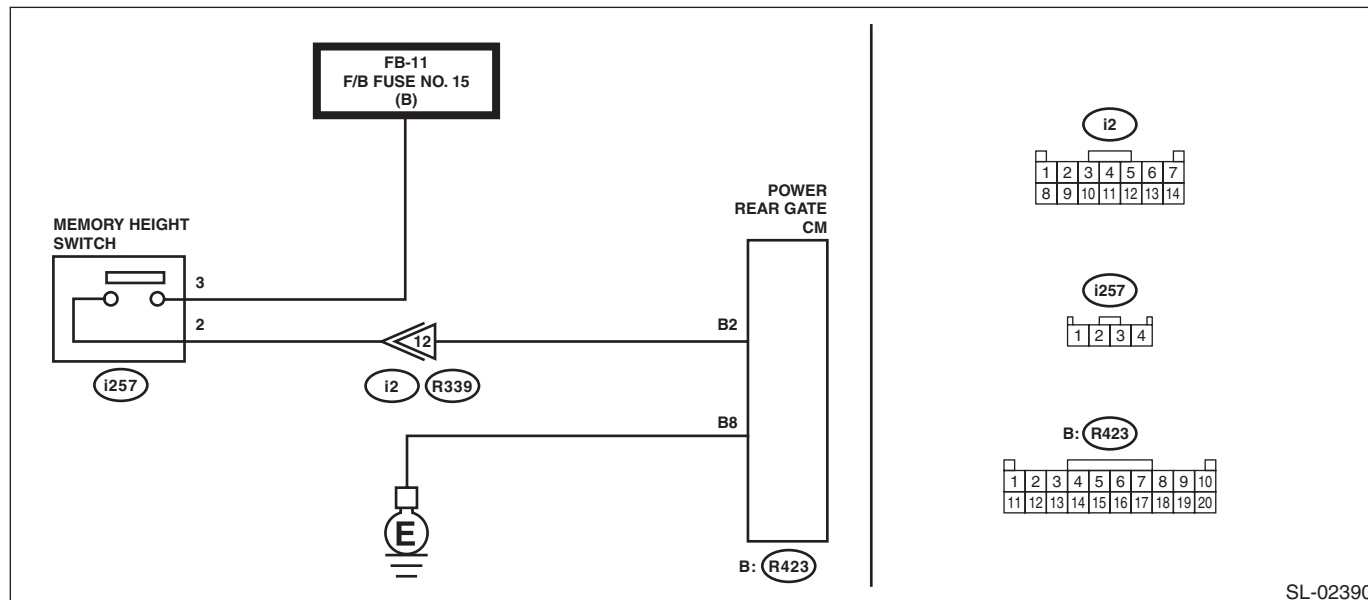 FB-11
F/B FUSE NO. 15
(B)
MEMORY HEIGHT
SWITCH
3
2
i257
12
i2 R339
POWER
REAR GATE
CM
B2
B8
E
B: R423
i2
1 2 3 4 5 6 7
8 9 10 11 12 13 14
i257
1 2 3 4
B: R423
1 2 3 4 5 6 7 8 9 10
11 12 13 14 15 16 17 18 19 20
SL-02390